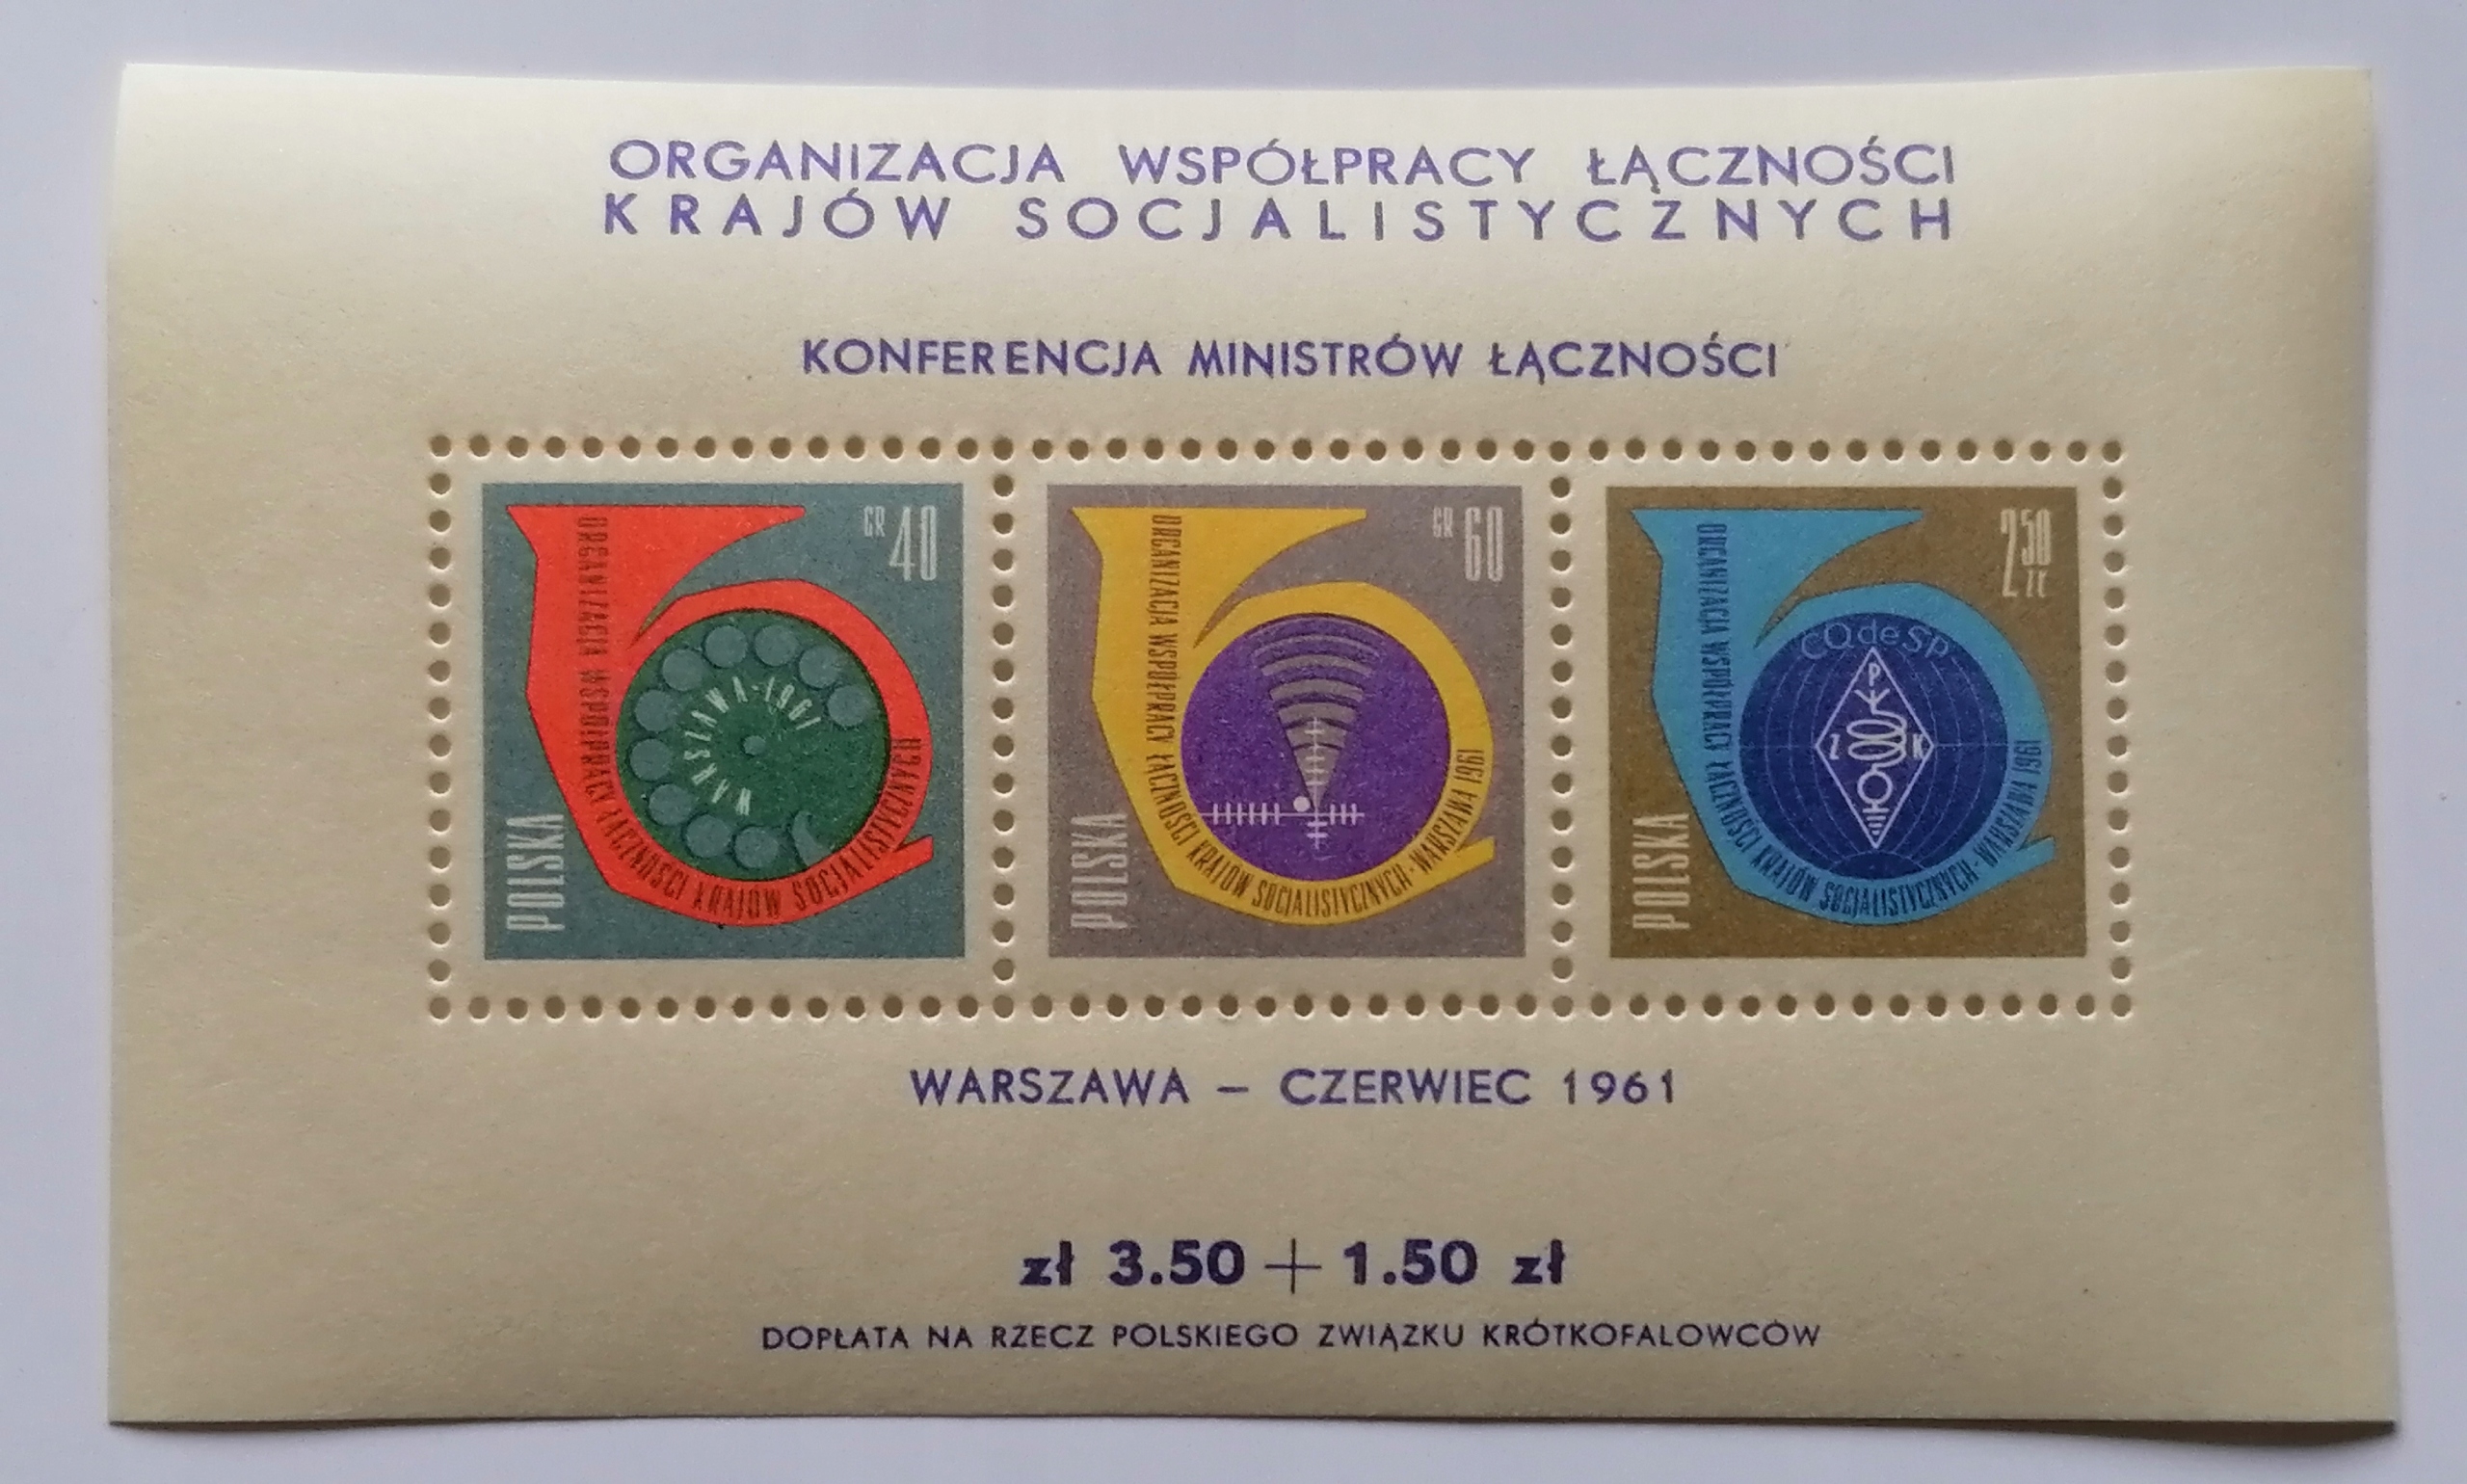 ORGANIZACJA WSPÓŁPRACY ŁĄCZNOŚCI
KRAJÓW SOCJALISTYCZNYCH
KONFERENCJA MINISTRÓW ŁĄCZNOŚCI
GR 40
ORGANIZACJA WSPÓŁPRACY ŁĄCZNOŚCI KRAJÓW SOCJALISTYCZNYCH
WARSZAWA-1961
POLSKA
GR 60
ORGANIZACJA WSPÓŁPRACY ŁĄCZNOŚCI KRAJÓW SOCJALISTYCZNYCH·WARSZAWA 1961
POLSKA
2 50 ZŁ
ORGANIZACJA WSPÓŁPRACY ŁĄCZNOŚCI KRAJÓW SOCJALISTYCZNYCH·WARSZAWA 1961
CQ de SP
P
Z K
POLSKA
WARSZAWA – CZERWIEC 1961
zł 3.50 + 1.50 zł
DOPŁATA NA RZECZ POLSKIEGO ZWIĄZKU KRÓTKOFALOWCÓW